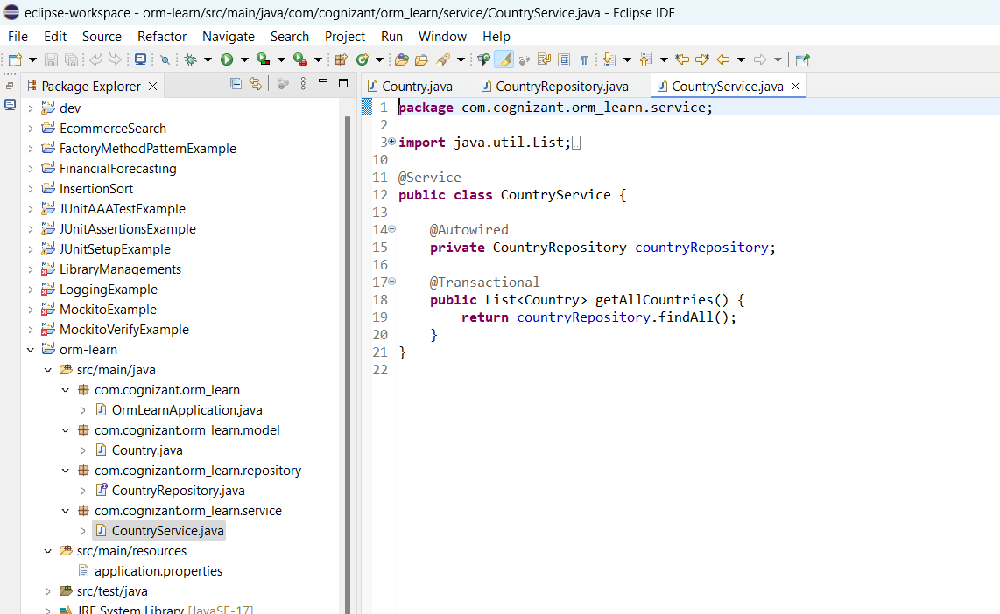 eclipse-workspace - orm-learn/src/main/java/com/cognizant/orm_learn/service/CountryService.java - Eclipse IDE
File Edit Source Refactor Navigate Search Project Run Window Help
Package Explorer
dev
EcommerceSearch
FactoryMethodPatternExample
FinancialForecasting
InsertionSort
JUnitAAATestExample
JUnitAssertionsExample
JUnitSetupExample
LibraryManagements
LoggingExample
MockitoExample
MockitoVerifyExample
orm-learn
src/main/java
com.cognizant.orm_learn
OrmLearnApplication.java
com.cognizant.orm_learn.model
Country.java
com.cognizant.orm_learn.repository
CountryRepository.java
com.cognizant.orm_learn.service
CountryService.java
src/main/resources
application.properties
src/test/java
JRE System Library [JavaSE-17]
Country.java CountryRepository.java CountryService.java
1 package com.cognizant.orm_learn.service;
2
3 import java.util.List;
10
11 @Service
12 public class CountryService {
13
14 @Autowired
15 private CountryRepository countryRepository;
16
17 @Transactional
18 public List<Country> getAllCountries() {
19 return countryRepository.findAll();
20 }
21 }
22